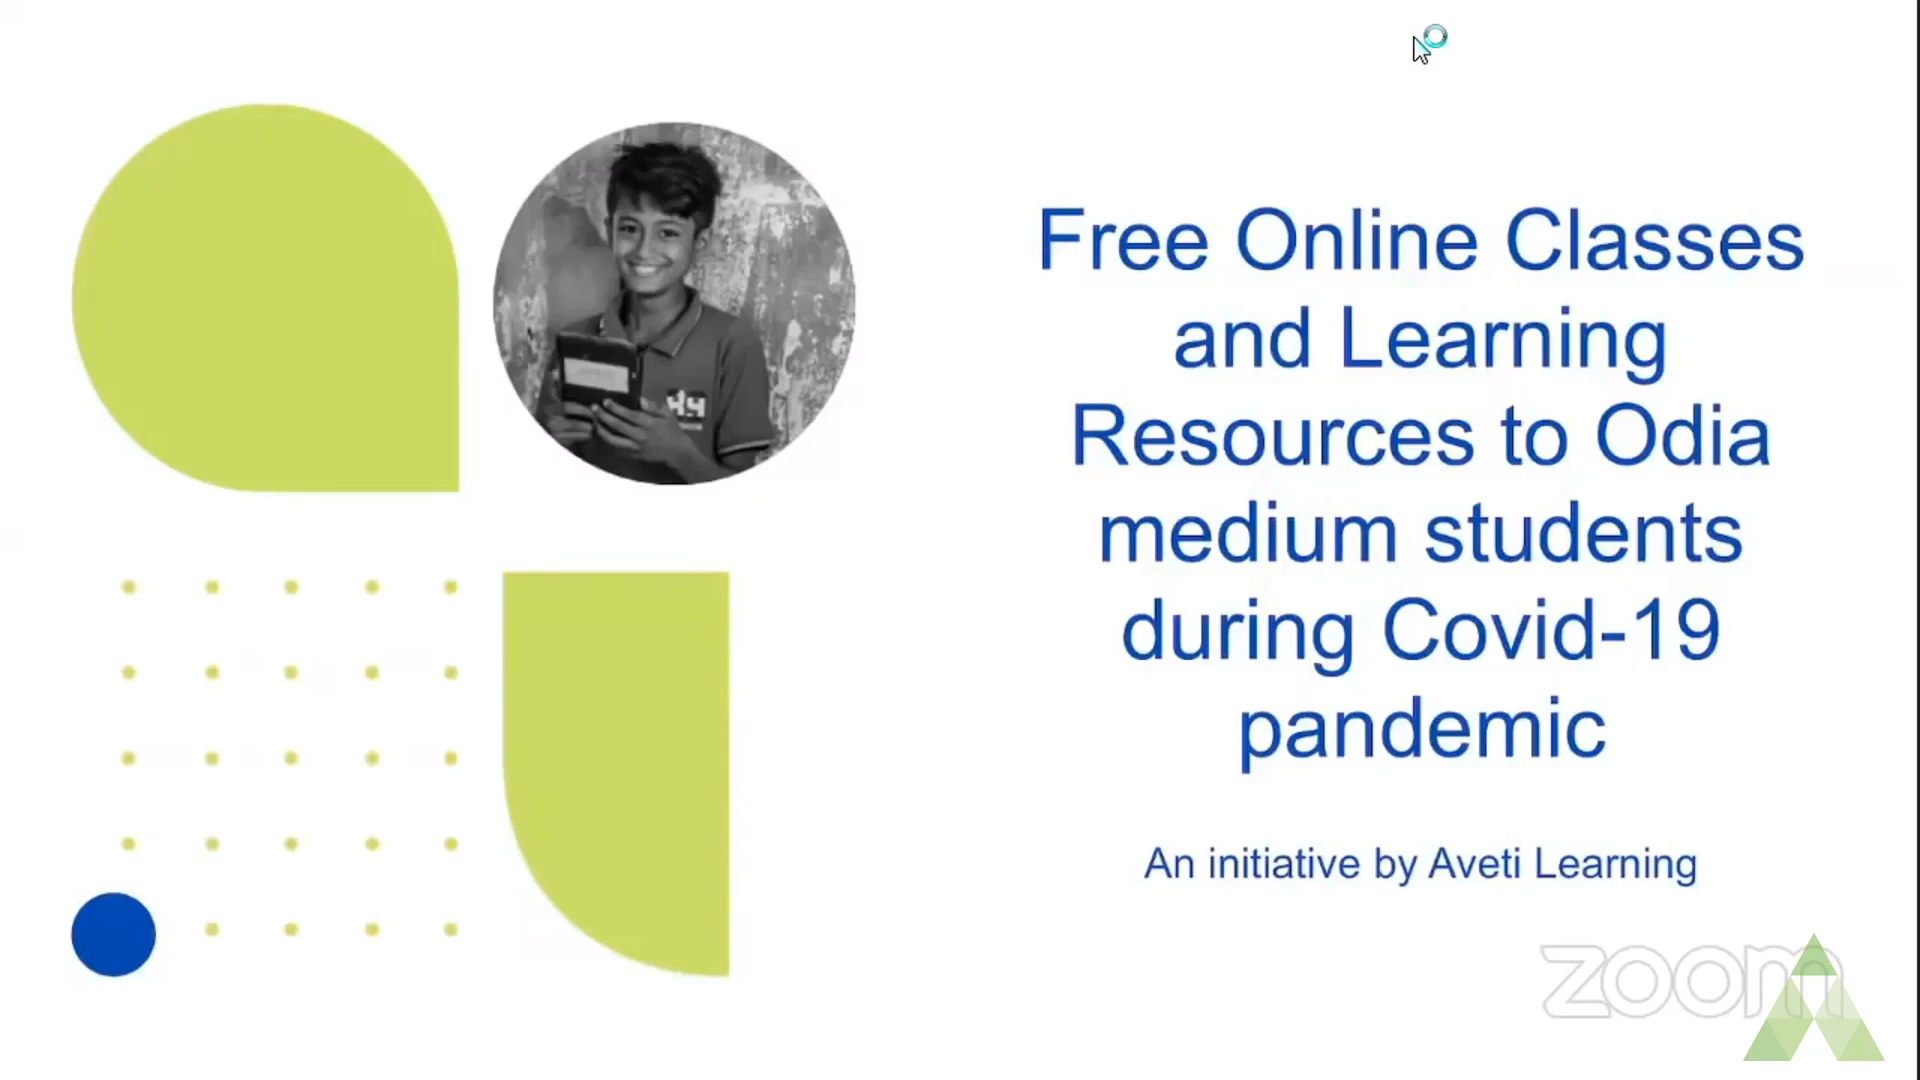 Free Online Classes
and Learning
Resources to Odia
medium students
during Covid-19
pandemic
An initiative by Aveti Learning
zoom